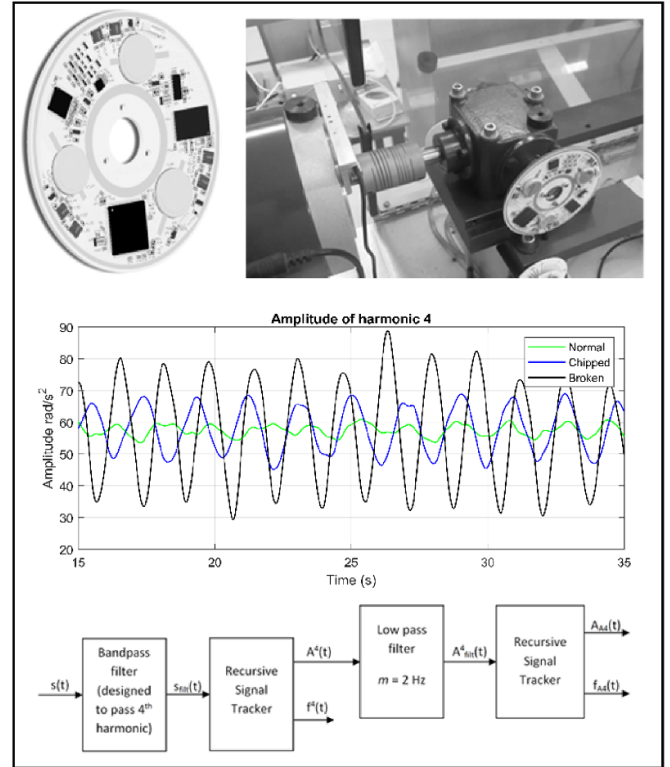 Amplitude of harmonic 4
90
80
70
60
50
40
30
20
Amplitude rad/s²
Normal
Chipped
Broken
15
20
25
30
35
Time (s)
s(t)
Bandpass
filter
(designed
to pass 4th
harmonic)
sfilt(t)
Recursive
Signal
Tracker
A⁴(t)
f⁴(t)
Low pass
filter
m = 2 Hz
A⁴filt(t)
Recursive
Signal
Tracker
AA4(t)
fA4(t)